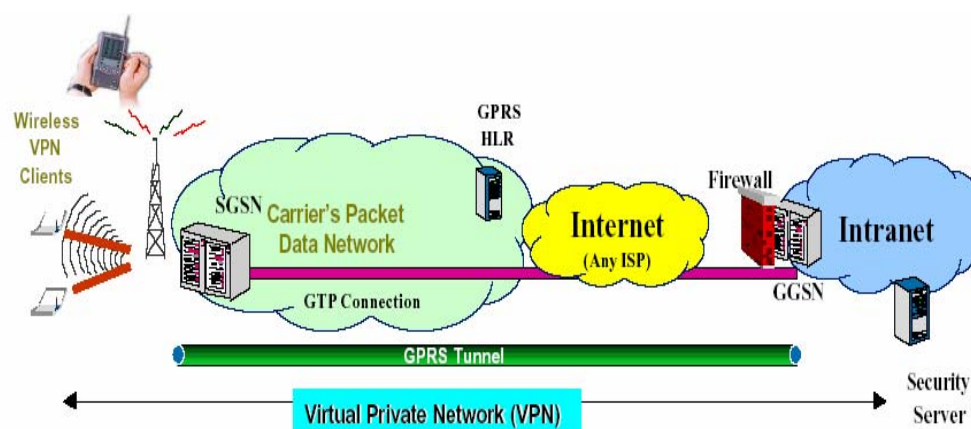 Wireless
VPN
Clients
SGSN
Carrier's Packet
Data Network
GTP Connection
GPRS
HLR
Internet
(Any ISP)
Firewall
GGSN
Intranet
Security
Server
GPRS Tunnel
Virtual Private Network (VPN)